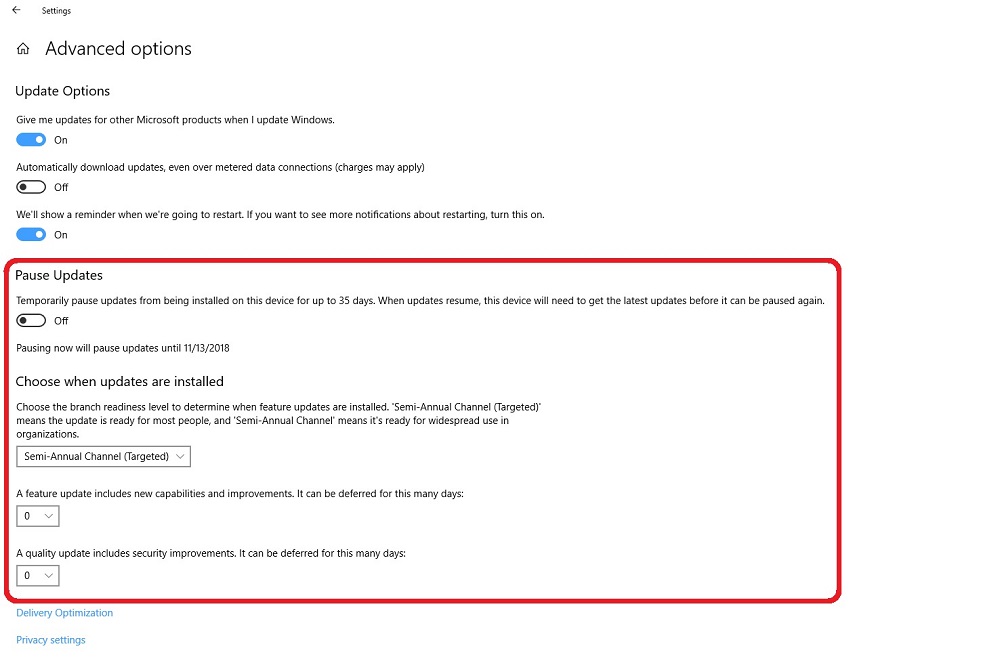 Settings
Advanced options
Update Options
Give me updates for other Microsoft products when I update Windows.
On
Automatically download updates, even over metered data connections (charges may apply)
Off
We'll show a reminder when we're going to restart. If you want to see more notifications about restarting, turn this on.
On
Pause Updates
Temporarily pause updates from being installed on this device for up to 35 days. When updates resume, this device will need to get the latest updates before it can be paused again.
Off
Pausing now will pause updates until 11/13/2018
Choose when updates are installed
Choose the branch readiness level to determine when feature updates are installed. 'Semi-Annual Channel (Targeted)'
means the update is ready for most people, and 'Semi-Annual Channel' means it's ready for widespread use in
organizations.
Semi-Annual Channel (Targeted)
A feature update includes new capabilities and improvements. It can be deferred for this many days:
0
A quality update includes security improvements. It can be deferred for this many days:
0
Delivery Optimization
Privacy settings